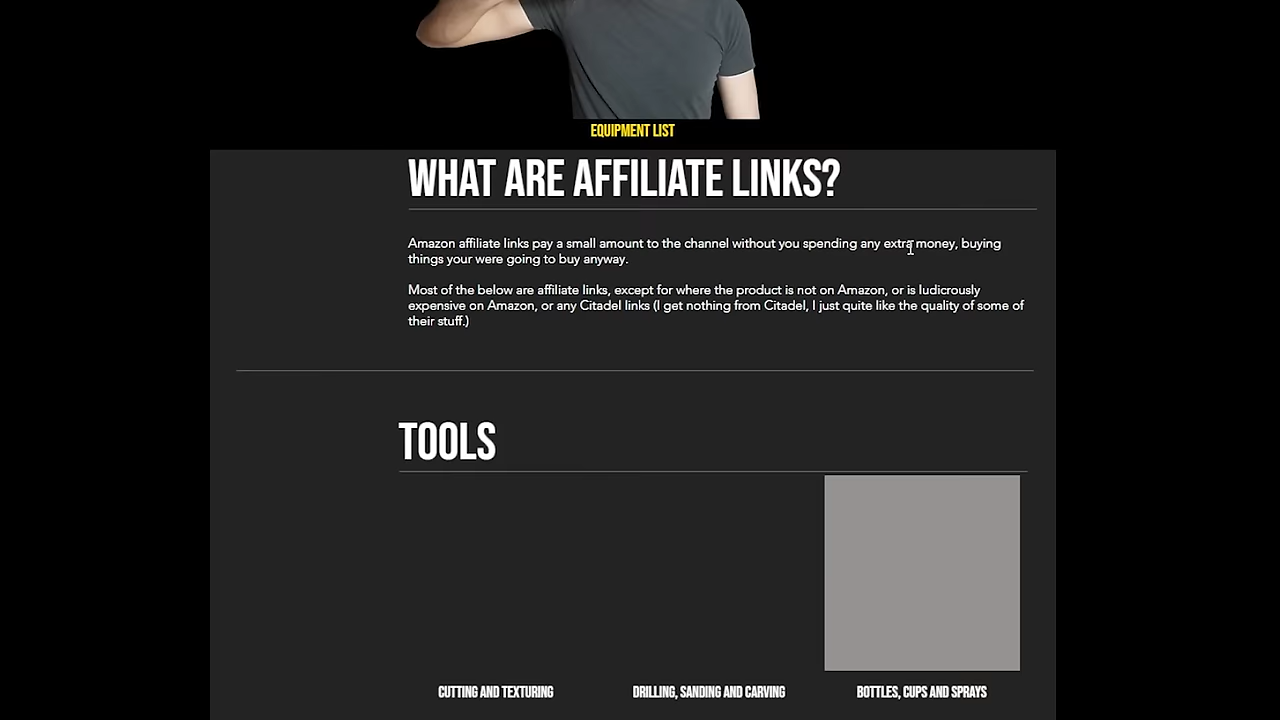 EQUIPMENT LIST
WHAT ARE AFFILIATE LINKS?
Amazon affiliate links pay a small amount to the channel without you spending any extra money, buying
things your were going to buy anyway.
Most of the below are affiliate links, except for where the product is not on Amazon, or is ludicrously
expensive on Amazon, or any Citadel links (I get nothing from Citadel, I just quite like the quality of some of
their stuff.)
TOOLS
CUTTING AND TEXTURING
DRILLING, SANDING AND CARVING
BOTTLES, CUPS AND SPRAYS